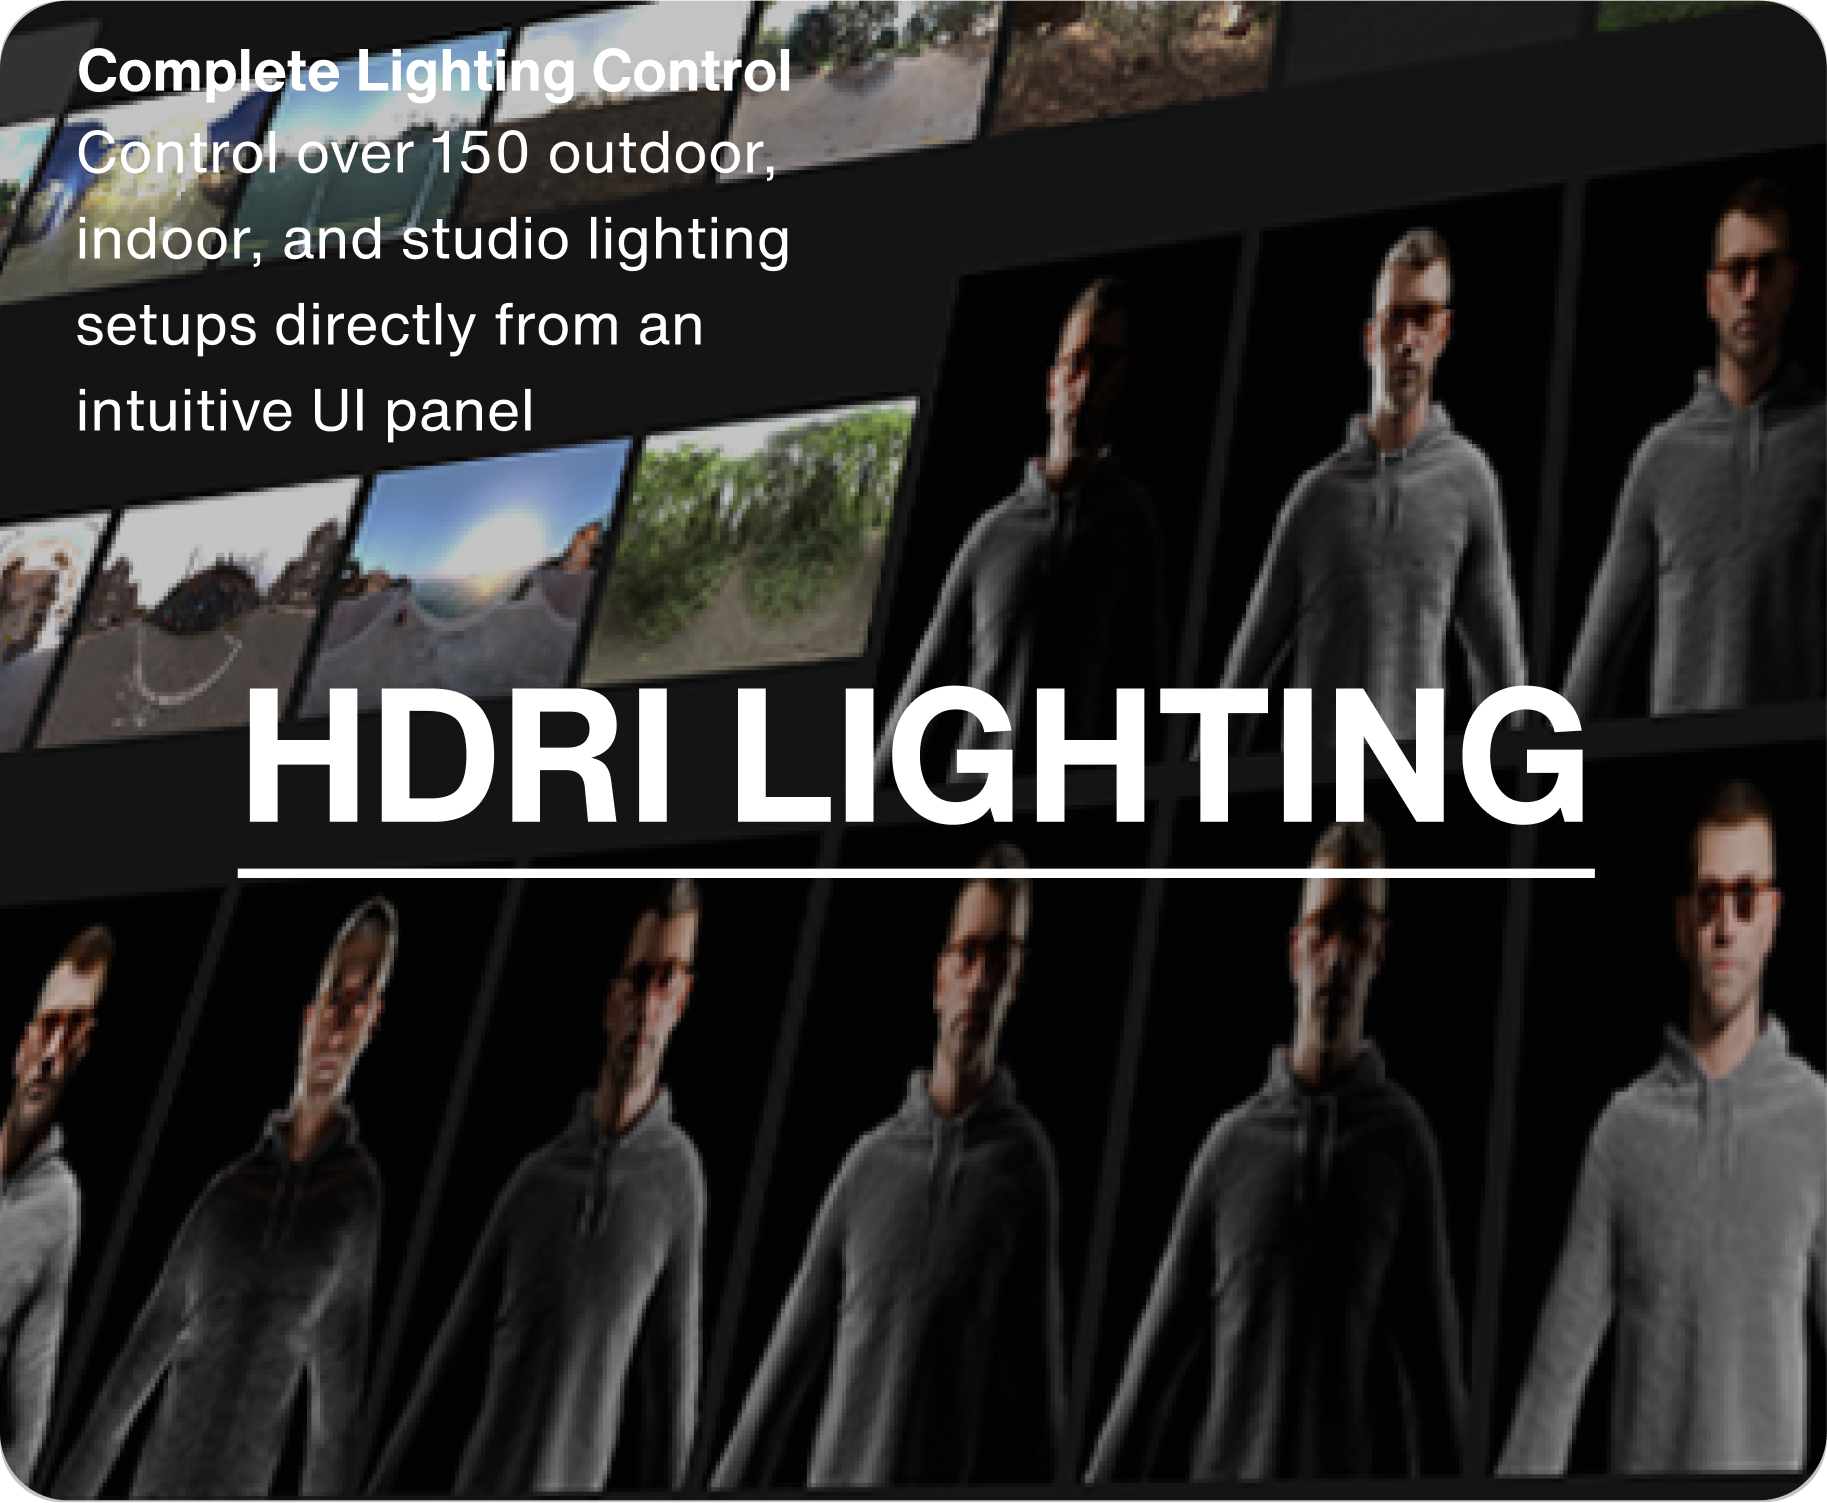 Complete Lighting Control
Control over 150 outdoor,
indoor, and studio lighting
setups directly from an
intuitive UI panel
HDRI LIGHTING